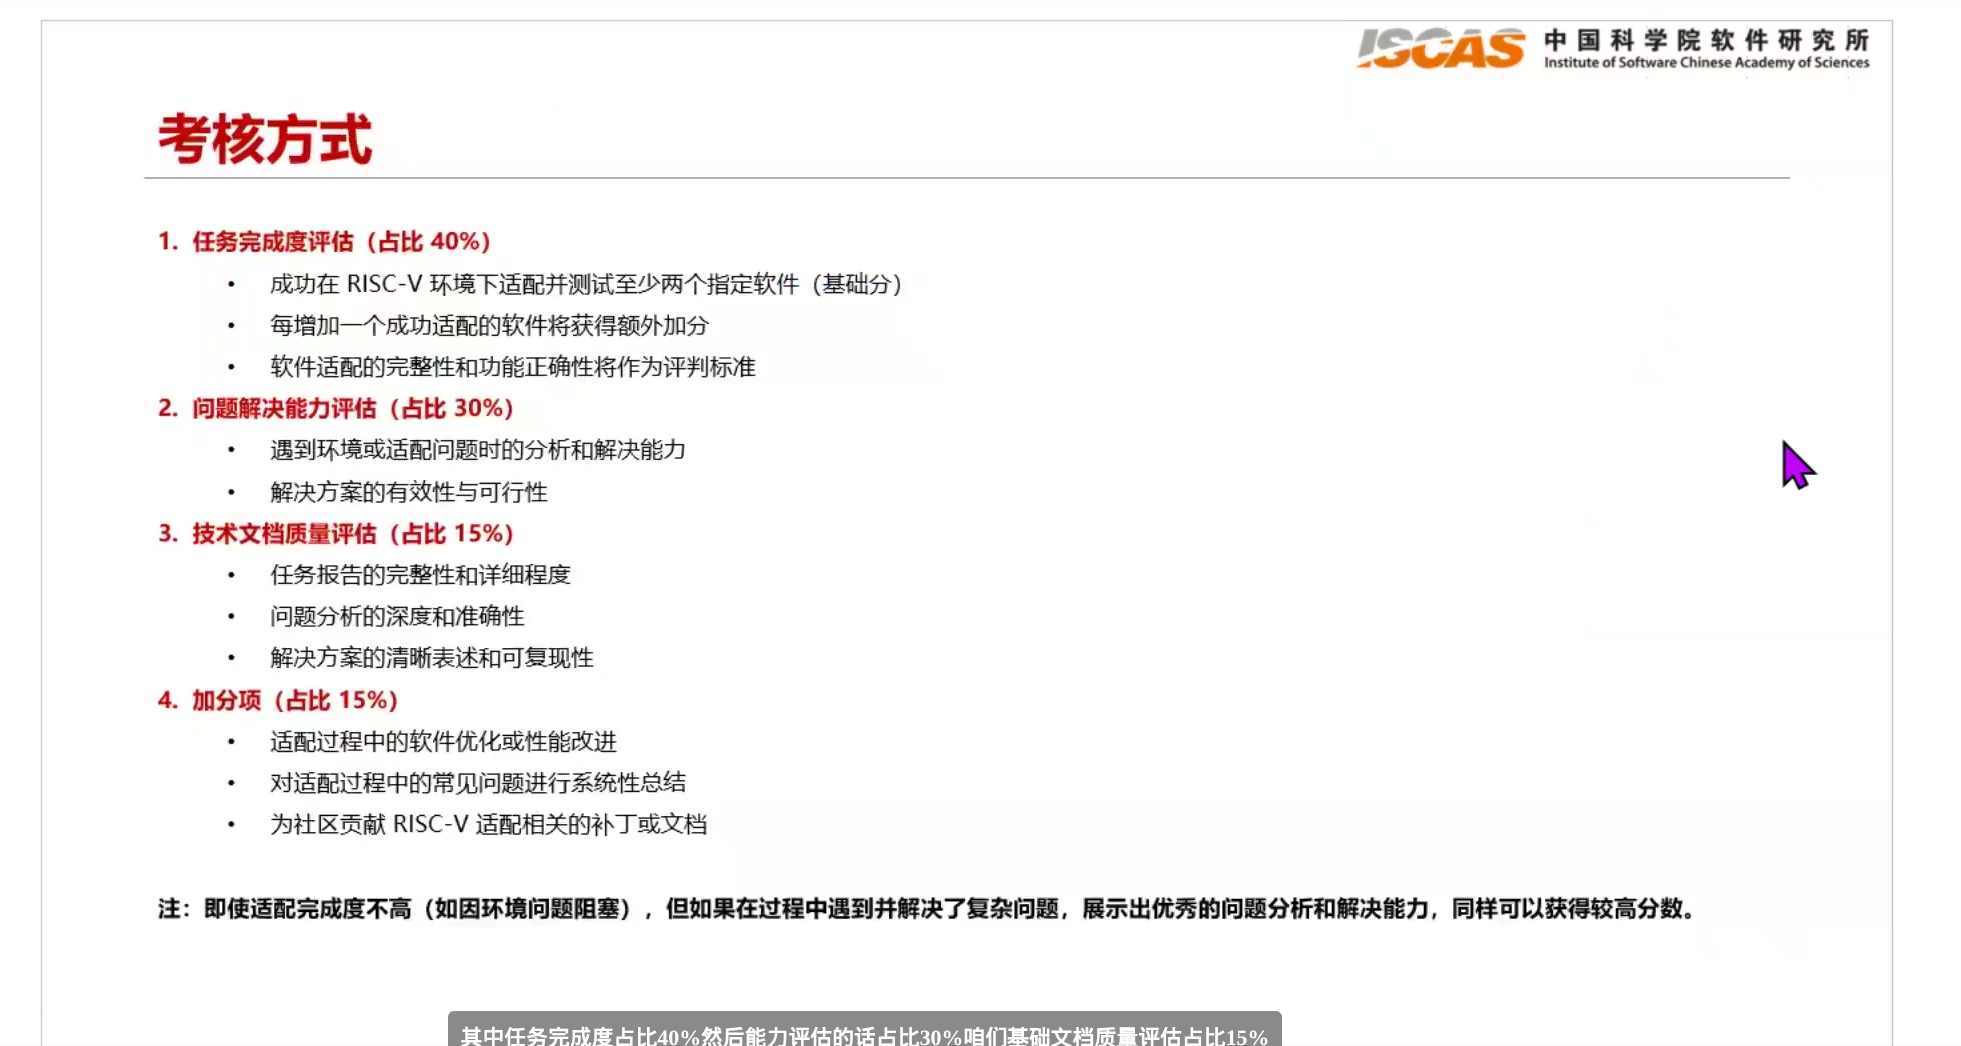 ISCAS 中国科学院软件研究所
Institute of Software Chinese Academy of Sciences
考核方式
1. 任务完成度评估（占比 40%）
• 成功在 RISC-V 环境下适配并测试至少两个指定软件（基础分）
• 每增加一个成功适配的软件将获得额外加分
• 软件适配的完整性和功能正确性将作为评判标准
2. 问题解决能力评估（占比 30%）
• 遇到环境或适配问题时的分析和解决能力
• 解决方案的有效性与可行性
3. 技术文档质量评估（占比 15%）
• 任务报告的完整性和详细程度
• 问题分析的深度和准确性
• 解决方案的清晰表述和可复现性
4. 加分项（占比 15%）
• 适配过程中的软件优化或性能改进
• 对适配过程中的常见问题进行系统性总结
• 为社区贡献 RISC-V 适配相关的补丁或文档
注：即使适配完成度不高（如因环境问题阻塞），但如果在过程中遇到并解决了复杂问题，展示出优秀的问题分析和解决能力，同样可以获得较高分数。
其中任务完成度占比40%然后能力评估的话占比30%咱们基础文档质量评估占比15%